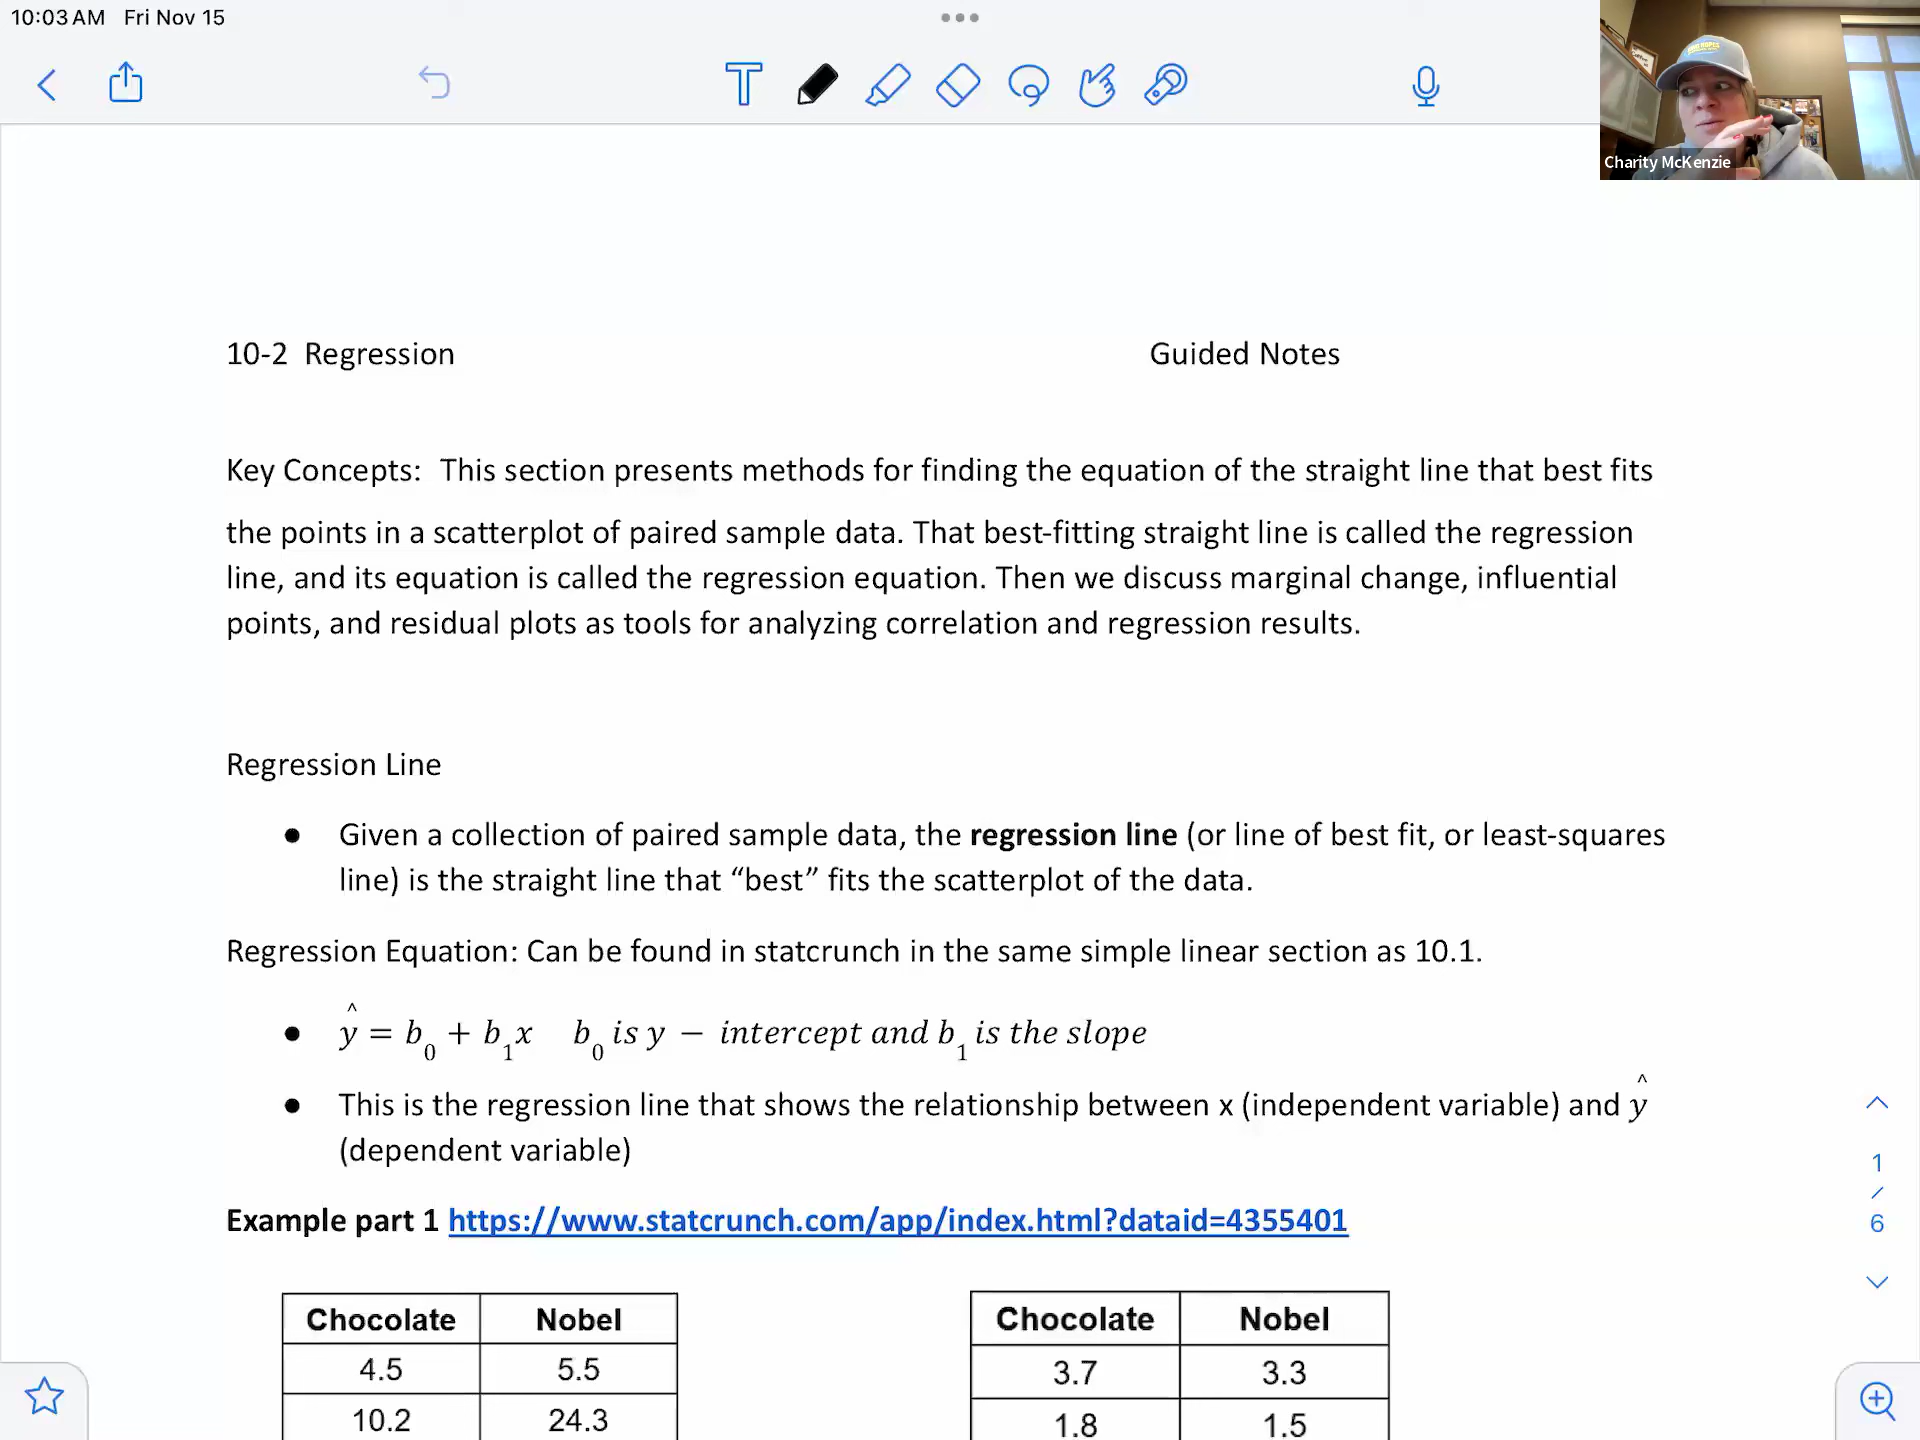 10:03 AM Fri Nov 15
Charity McKenzie
10-2 Regression Guided Notes
Key Concepts: This section presents methods for finding the equation of the straight line that best fits
the points in a scatterplot of paired sample data. That best-fitting straight line is called the regression
line, and its equation is called the regression equation. Then we discuss marginal change, influential
points, and residual plots as tools for analyzing correlation and regression results.
Regression Line
● Given a collection of paired sample data, the regression line (or line of best fit, or least-squares
line) is the straight line that “best” fits the scatterplot of the data.
Regression Equation: Can be found in statcrunch in the same simple linear section as 10.1.
● ŷ = b₀ + b₁x b₀ is y − intercept and b₁ is the slope
● This is the regression line that shows the relationship between x (independent variable) and ŷ
(dependent variable)
Example part 1 https://www.statcrunch.com/app/index.html?dataid=4355401
Chocolate Nobel Chocolate Nobel
4.5 5.5 3.7 3.3
10.2 24.3 1.8 1.5
1
/
6